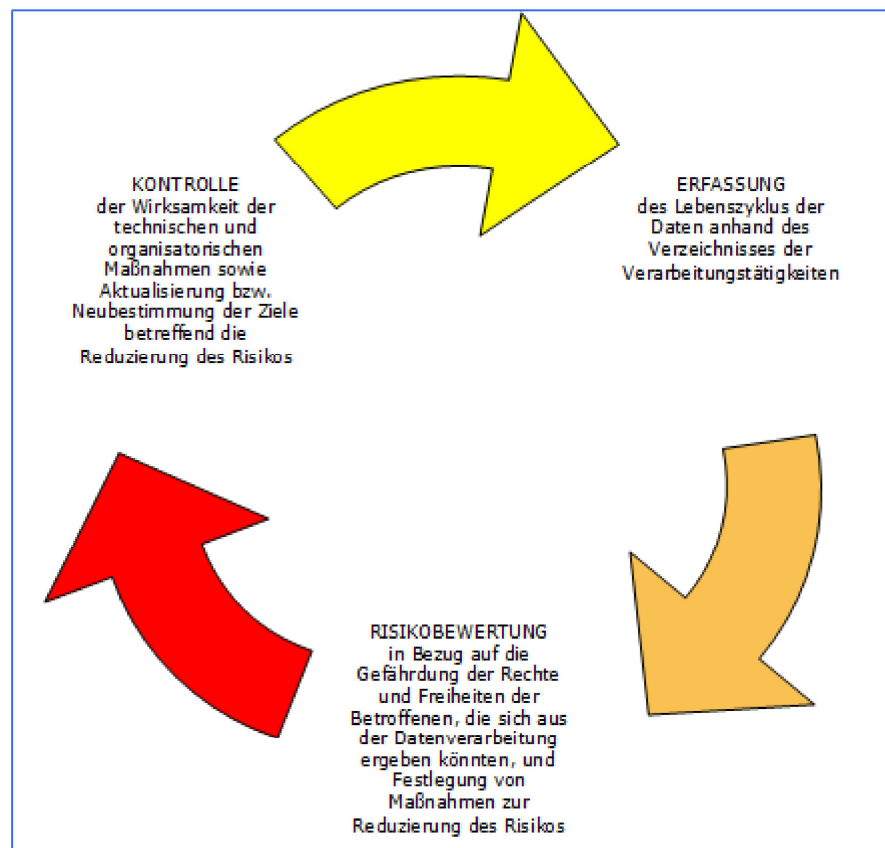 KONTROLLE
der Wirksamkeit der
technischen und
organisatorischen
Maßnahmen sowie
Aktualisierung bzw.
Neubestimmung der Ziele
betreffend die
Reduzierung des Risikos
ERFASSUNG
des Lebenszyklus der
Daten anhand des
Verzeichnisses der
Verarbeitungstätigkeiten
RISIKOBEWERTUNG
in Bezug auf die
Gefährdung der Rechte
und Freiheiten der
Betroffenen, die sich aus
der Datenverarbeitung
ergeben könnten, und
Festlegung von
Maßnahmen zur
Reduzierung des Risikos